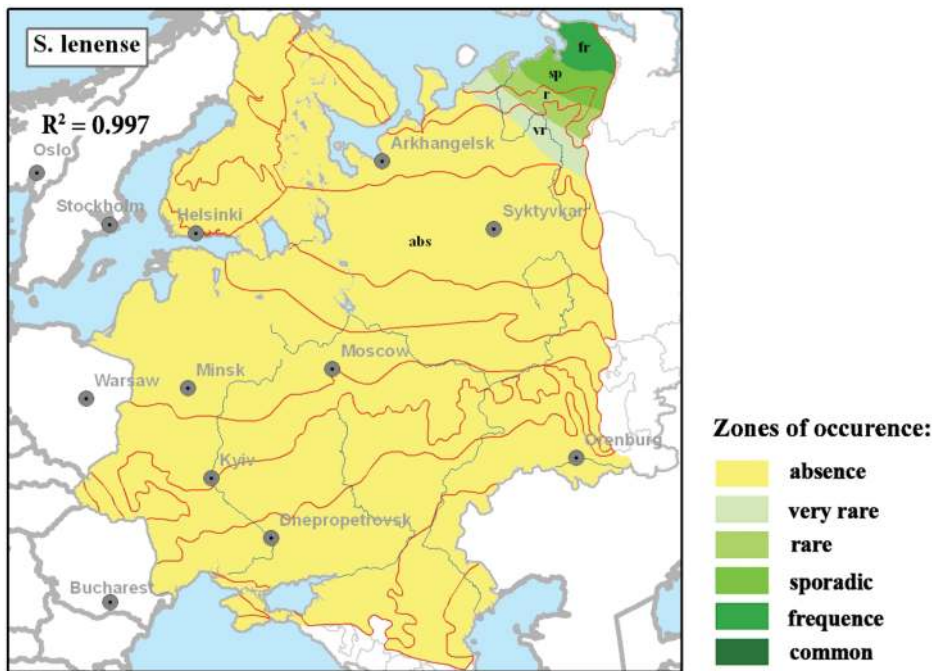 S. lenense
fr
sp
r
R² = 0.997
vr
Oslo
Arkhangelsk
Stockholm
Helsinki
Syktyvkar
abs
Moscow
Minsk
Warsaw
Zones of occurence:
Orenburg
Kyiv
absence
very rare
Dhepropetrovsk
rare
sporadic
Bucharest
frequence
common